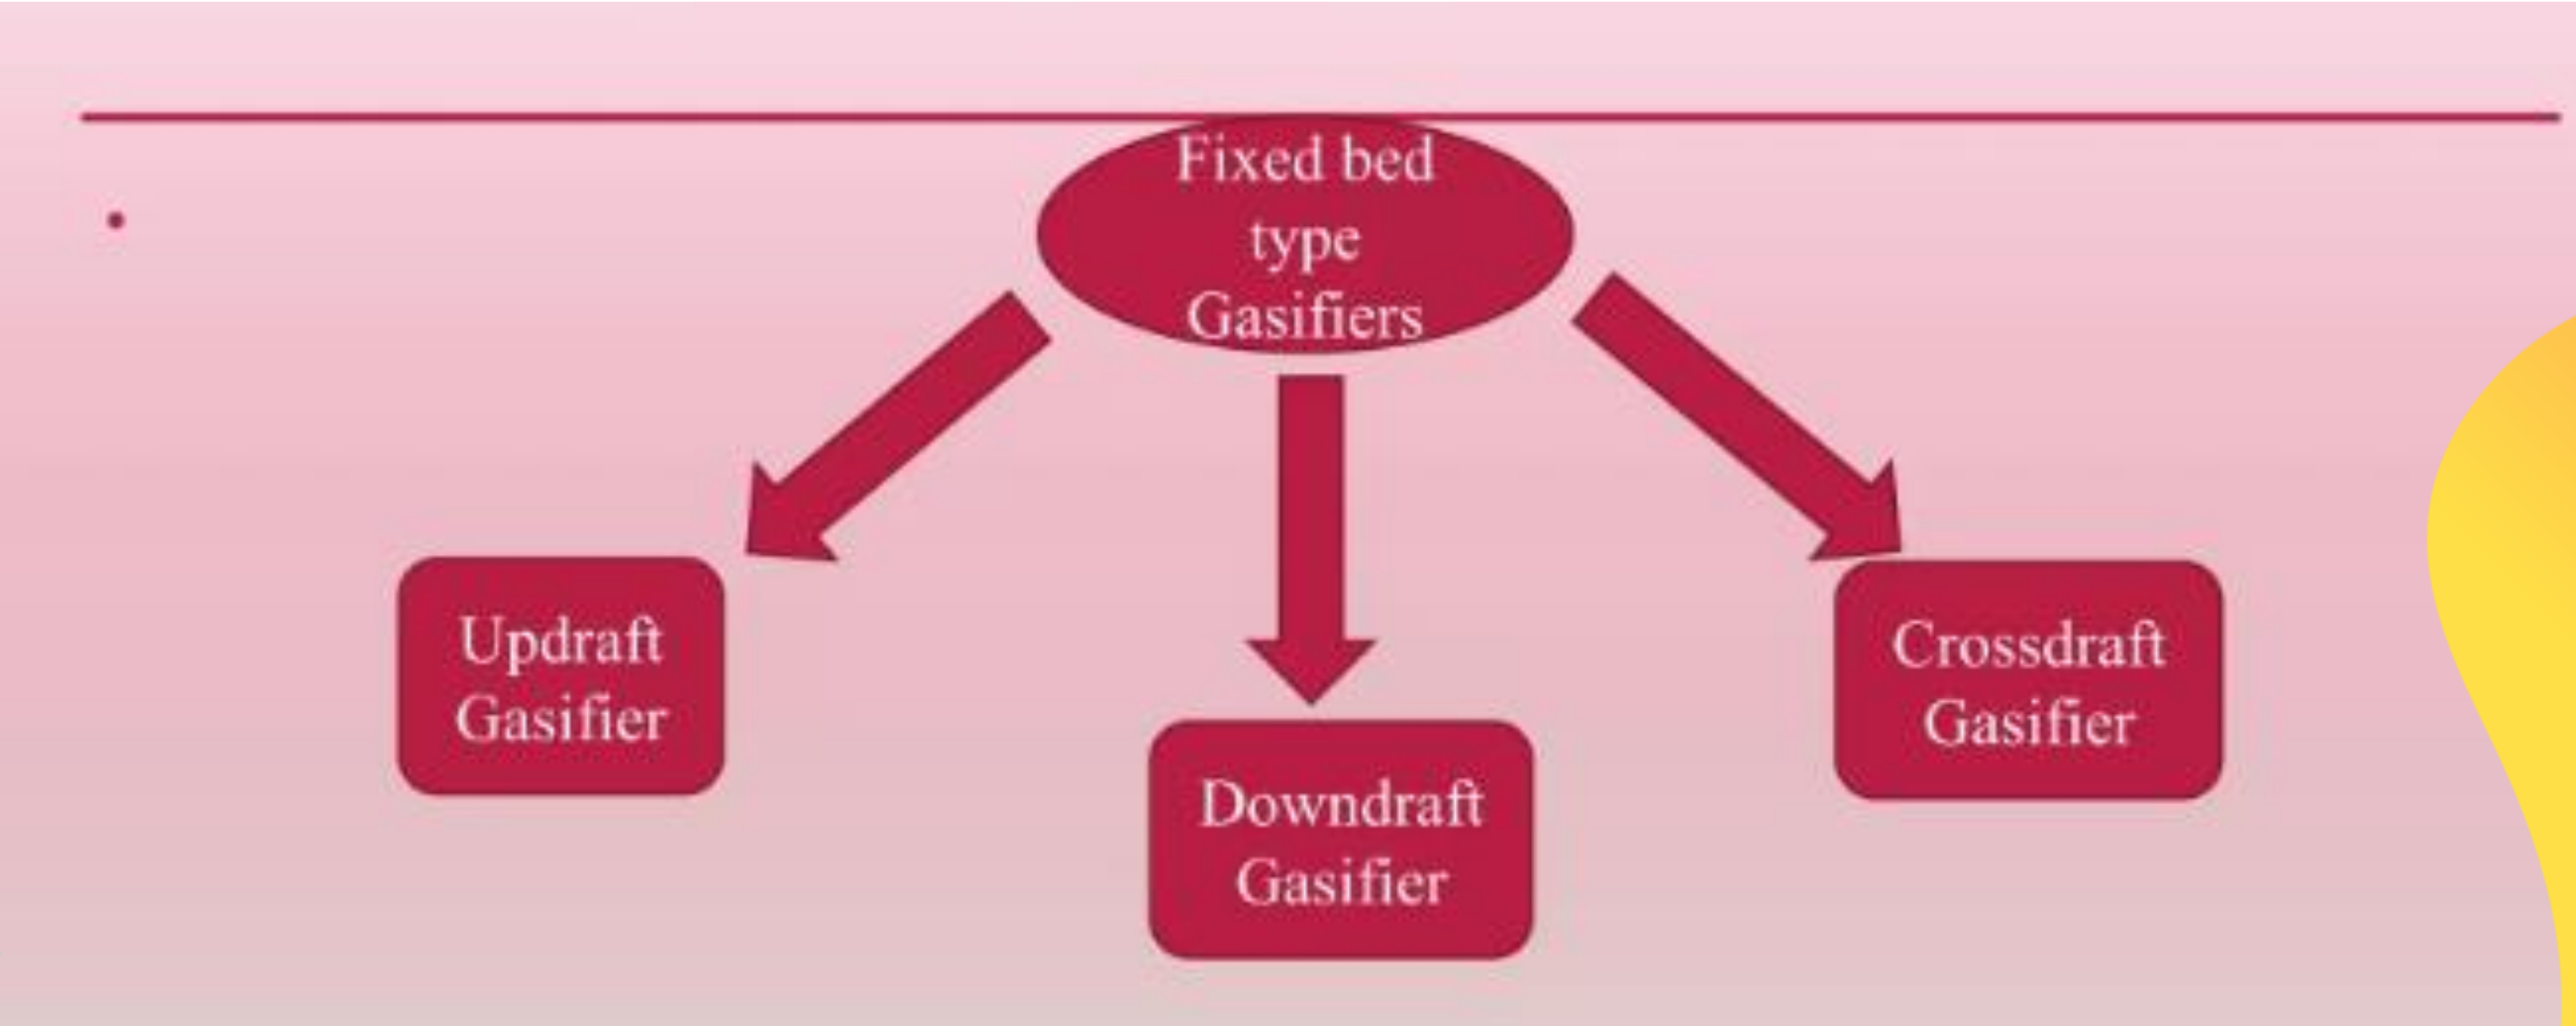 Fixed bed
type
Gasifiers
Updraft
Gasifier
Downdraft
Gasifier
Crossdraft
Gasifier